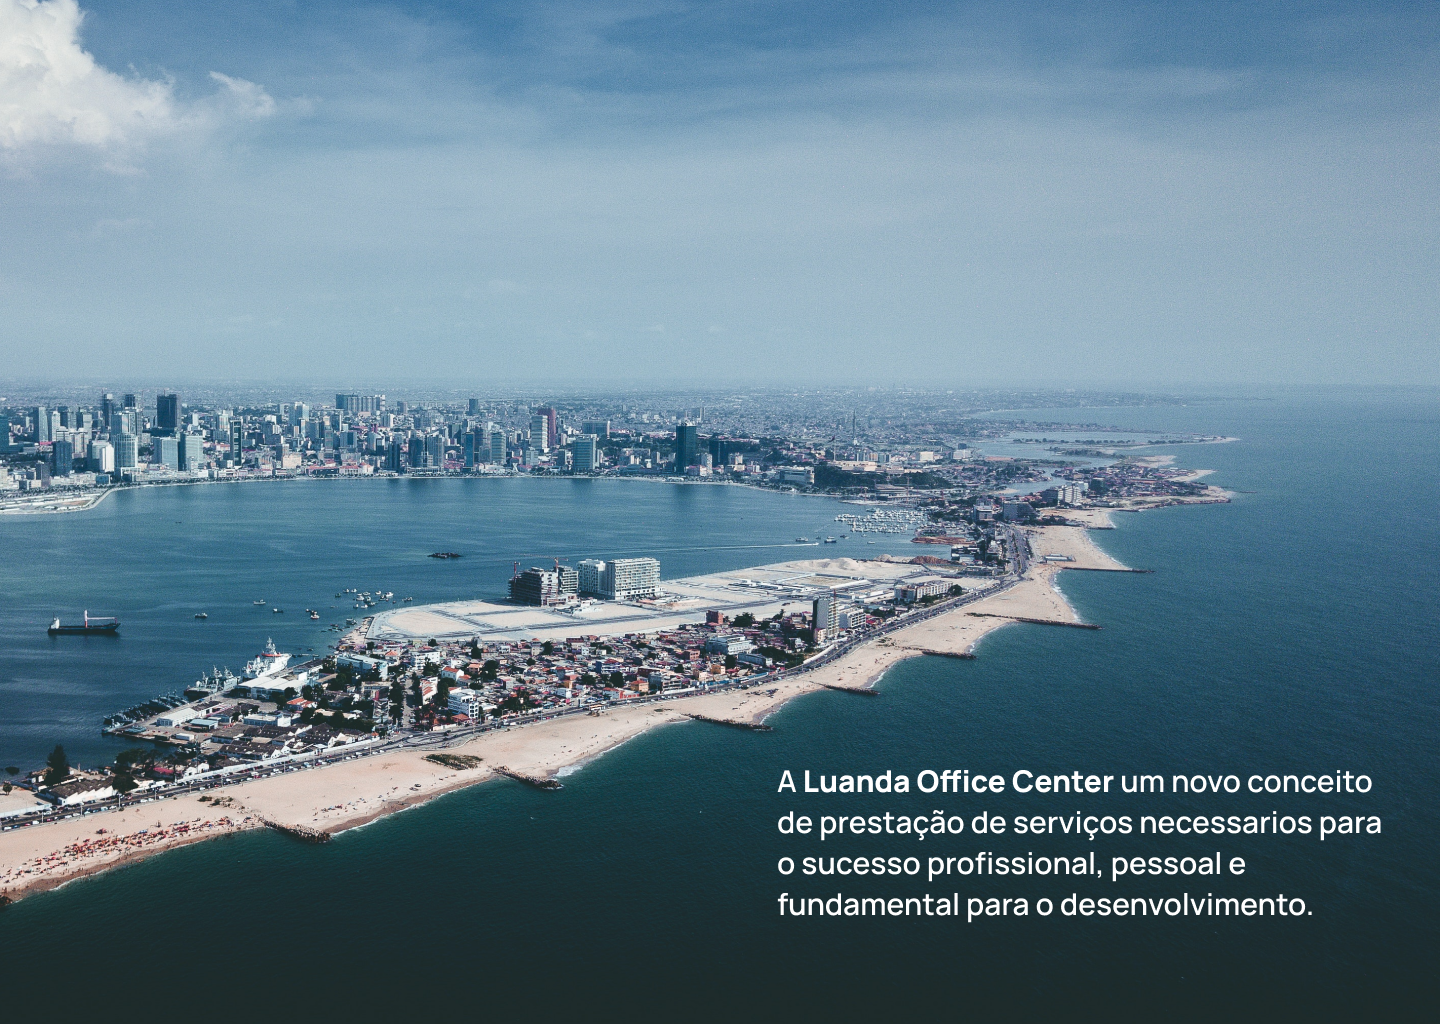 A Luanda Office Center um novo conceito
de prestação de serviços necessarios para
o sucesso profissional, pessoal e
fundamental para o desenvolvimento.